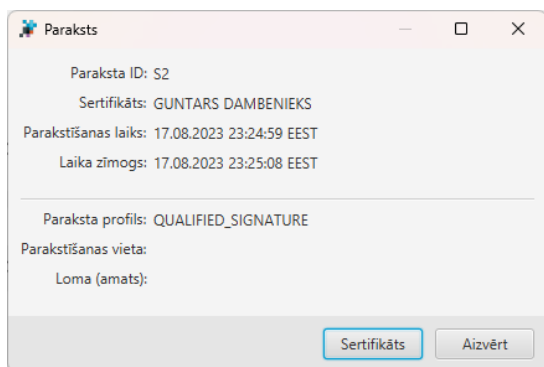 Paraksts
Paraksta ID: S2
Sertifikāts: GUNTARS DAMBENIEKS
Parakstīšanas laiks: 17.08.2023 23:24:59 EEST
Laika zīmogs: 17.08.2023 23:25:08 EEST
Paraksta profils: QUALIFIED_SIGNATURE
Parakstīšanas vieta:
Loma (amats):
Sertifikāts Aizvērt